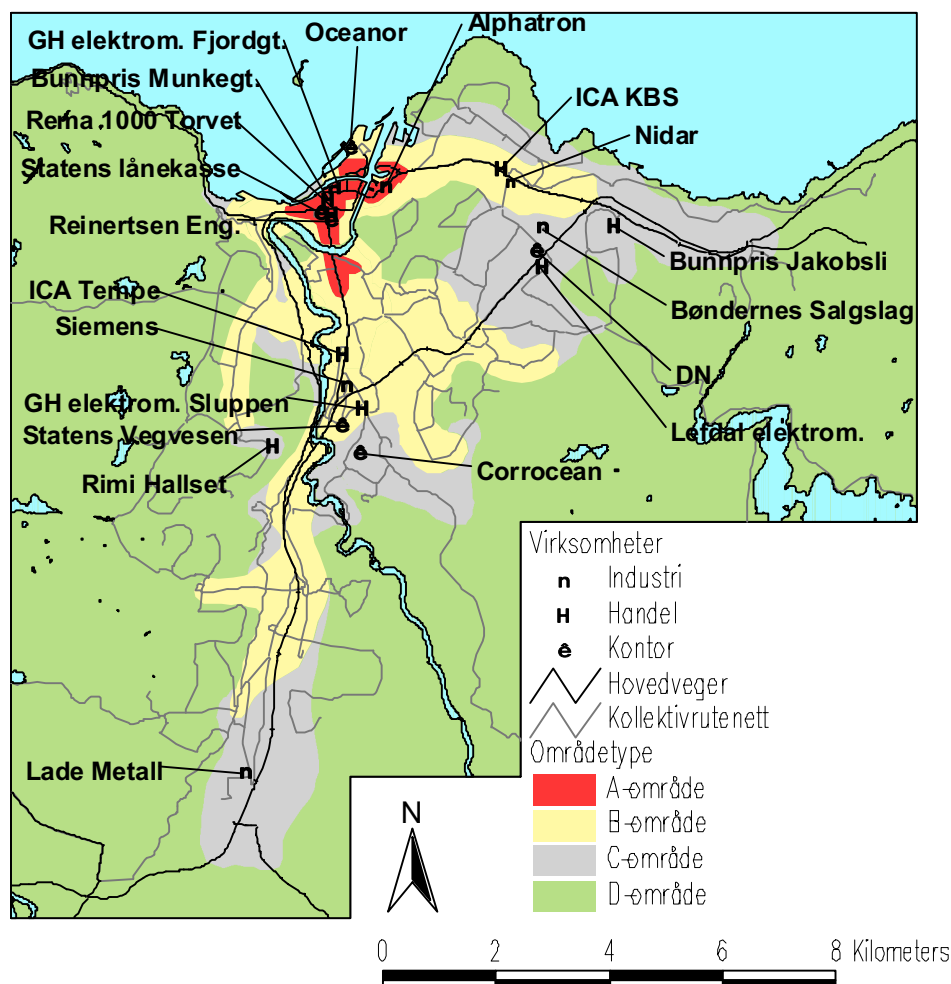 Alphatron
Oceanor
GH elektrom. Fjordgt.
Bunnpris Munkegt.
ICA KBS
Rema 1000 Torvet
Nidar
Statens lånekasse
Reinertsen Eng.
Bunnpris Jakobsli
ICA Tempe
Bøndernes Salgslag
Siemens
DN
GH elektrom. Sluppen
Statens Vegvesen
Lefdal elektrom.
Corrocean
Rimi Hallset
Lade Metall
Virksomheter
n Industri
H Handel
ê Kontor
Hovedveger
Kollektivrutenett
Områdetype
A-område
B-område
C-område
D-område
N
0 2 4 6 8 Kilometers